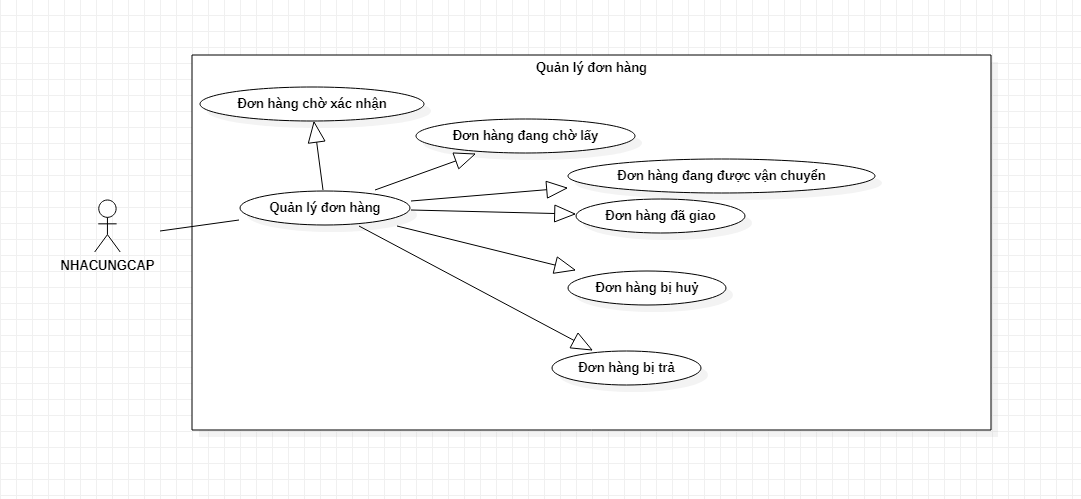 Quản lý đơn hàng
Đơn hàng chờ xác nhận
Đơn hàng đang chờ lấy
Đơn hàng đang được vận chuyển
Quản lý đơn hàng
Đơn hàng đã giao
NHACUNGCAP
Đơn hàng bị huỷ
Đơn hàng bị trả